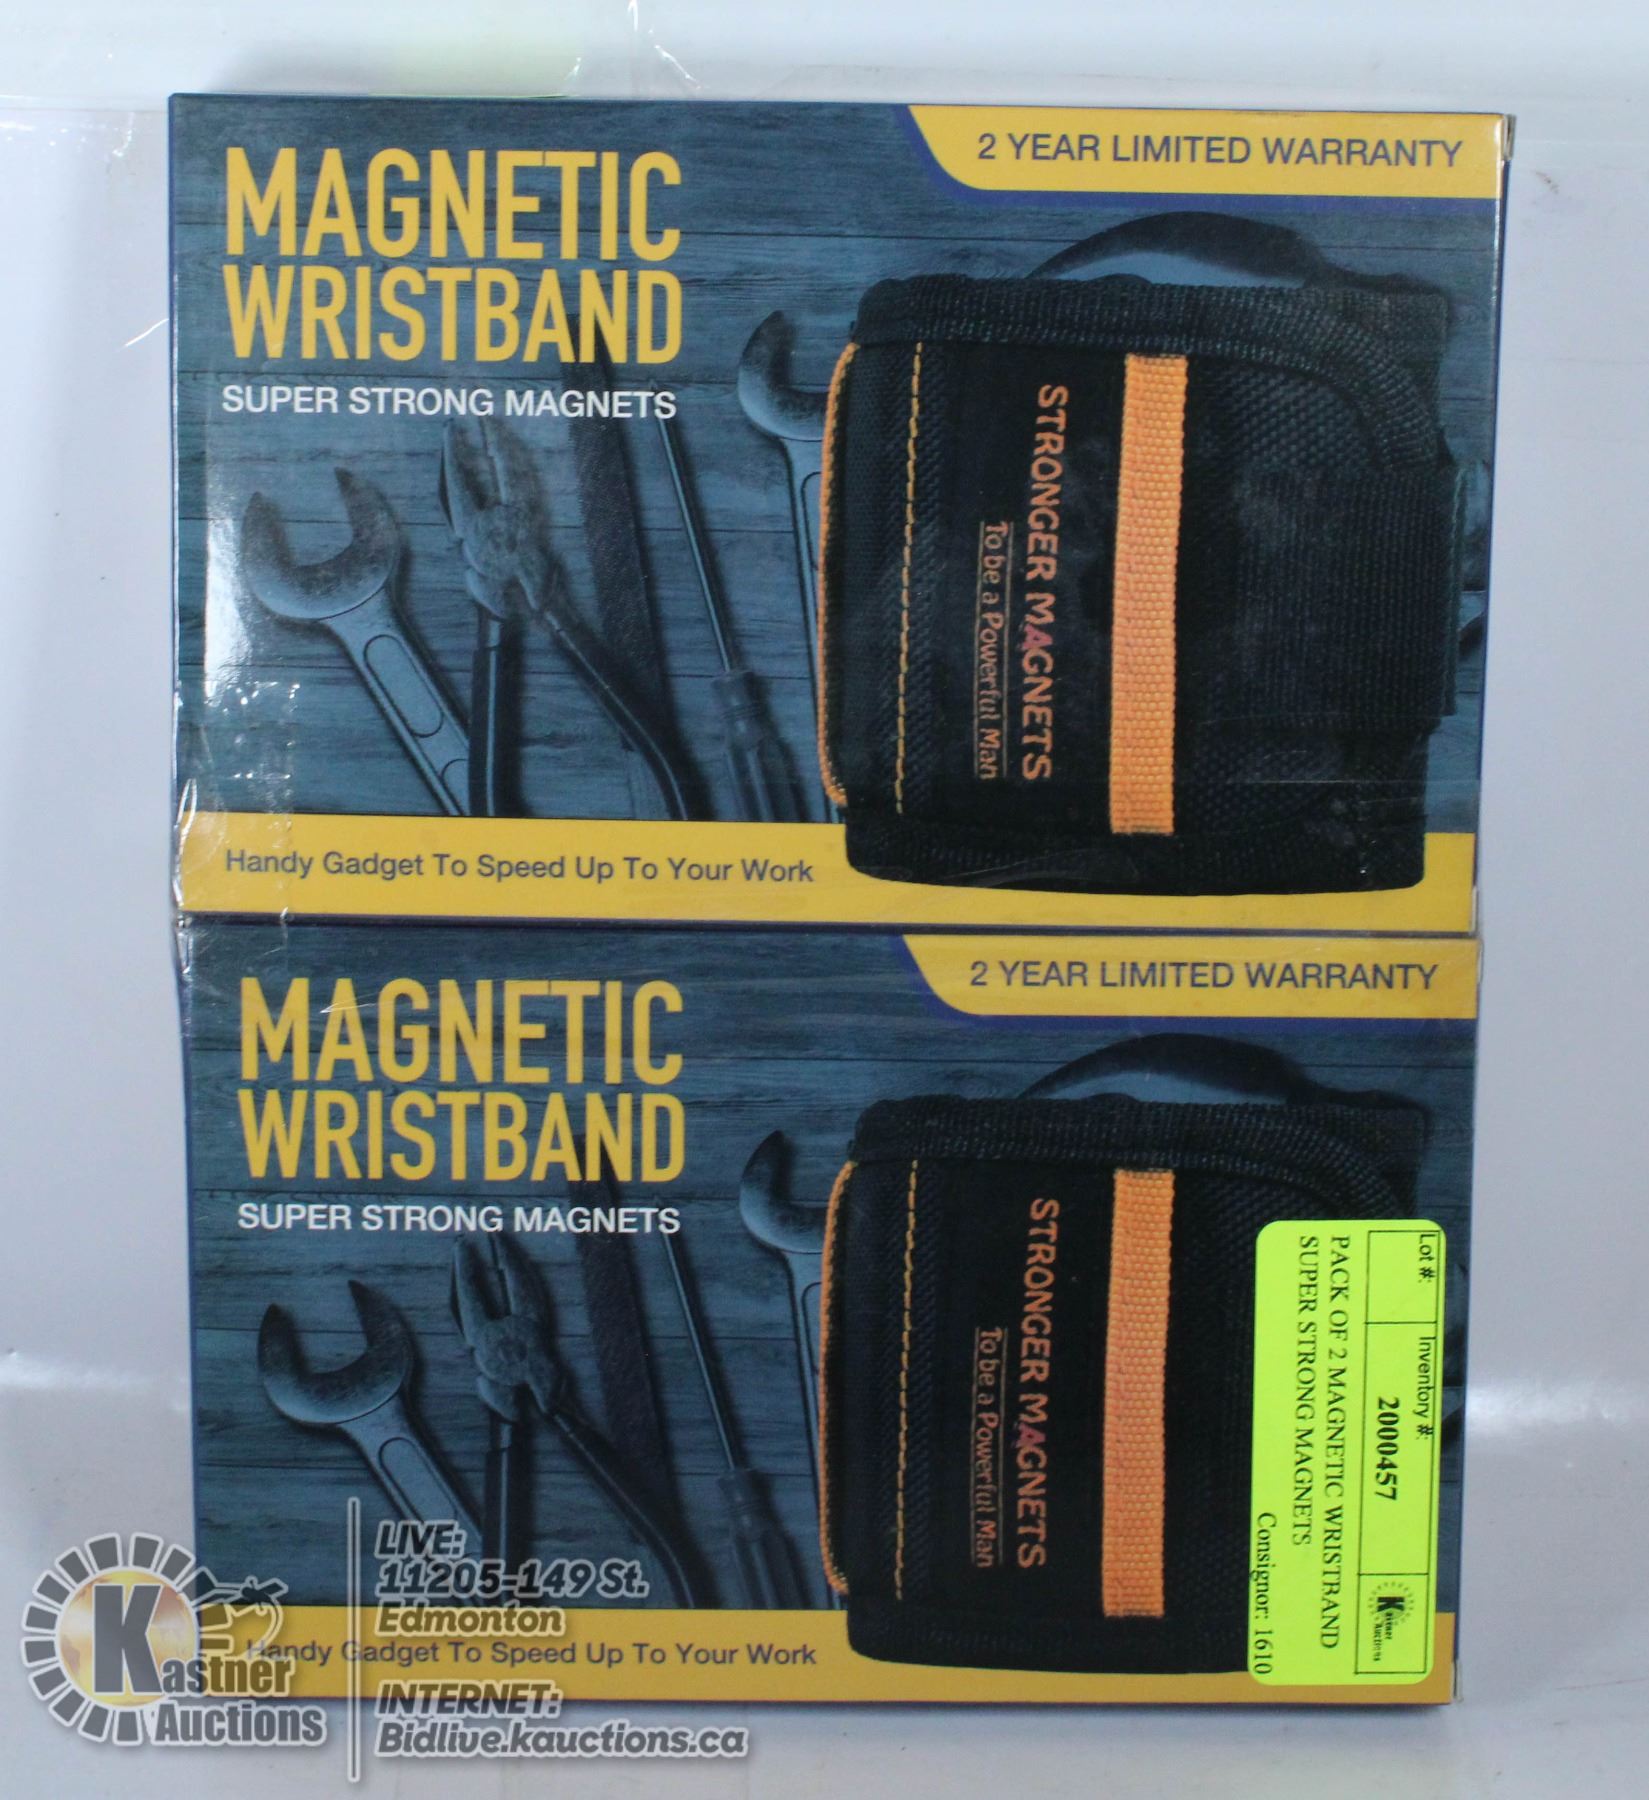 2 YEAR LIMITED WARRANTY
MAGNETIC
WRISTBAND
SUPER STRONG MAGNETS
STRONGER MAGNETS
To be a Powerful Man
Handy Gadget To Speed Up To Your Work
2 YEAR LIMITED WARRANTY
MAGNETIC
WRISTBAND
SUPER STRONG MAGNETS
STRONGER MAGNETS
To be a Powerful Man
Handy Gadget To Speed Up To Your Work
Lot #:
Inventory #:
2000457
Kastner
Auctions
PACK OF 2 MAGNETIC WRISTBAND
SUPER STRONG MAGNETS
Consignor: 1610
Kastner
Auctions
LIVE:
11205-149 St.
Edmonton
INTERNET:
Bidlive.kauctions.ca